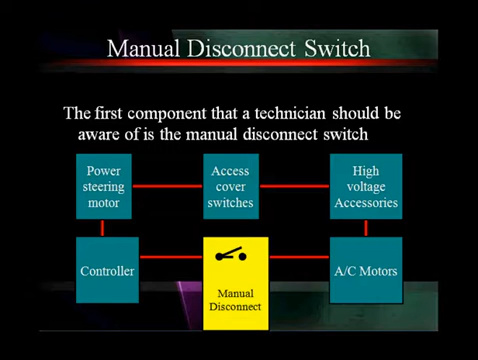 Manual Disconnect Switch
The first component that a technician should be
aware of is the manual disconnect switch
Power
steering
motor
Access
cover
switches
High
voltage
Accessories
Controller
Manual
Disconnect
A/C Motors